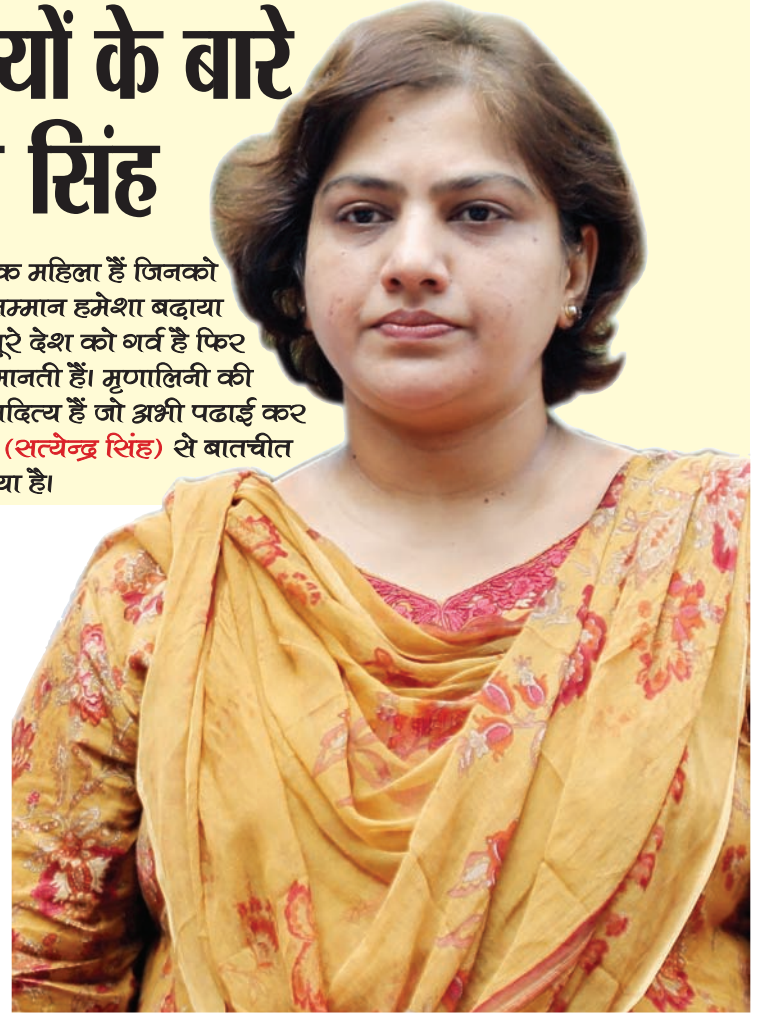 यों के बारे
सिंह
क महिला हैं जिनको
म्मान हमेशा बढ़ाया
पूरे देश को गर्व है फिर
मानती हैं। मृणालिनी की
दित्य हैं जो अभी पढाई कर
(सत्येन्द्र सिंह) से बातचीत
या है।